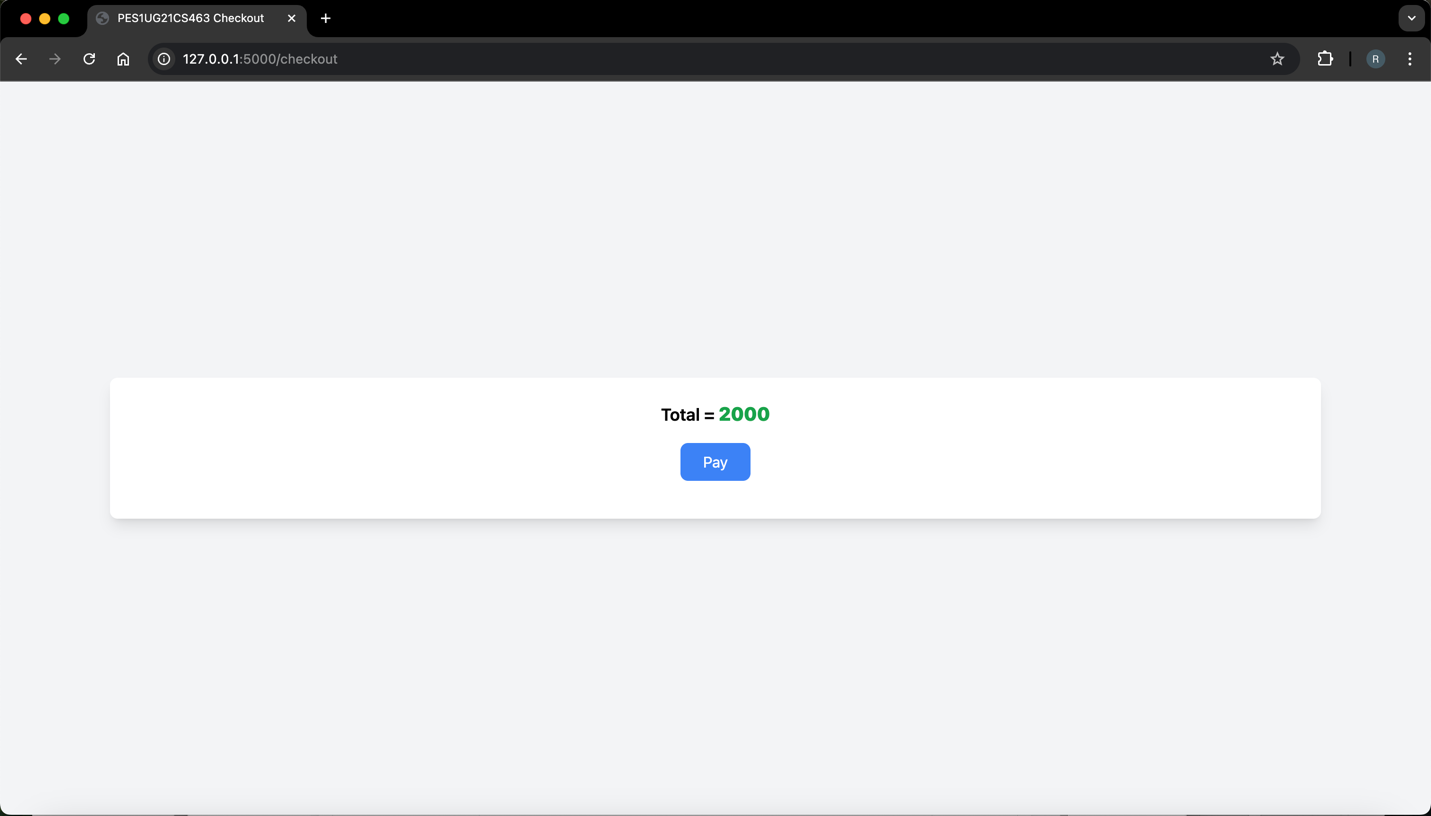 PES1UG21CS463 Checkout
127.0.0.1:5000/checkout
R
Total = 2000
Pay